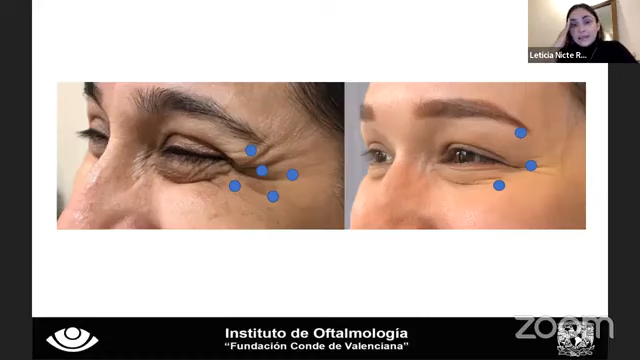 Leticia Nicte R...
Instituto de Oftalmología
“Fundación Conde de Valenciana”
zoom